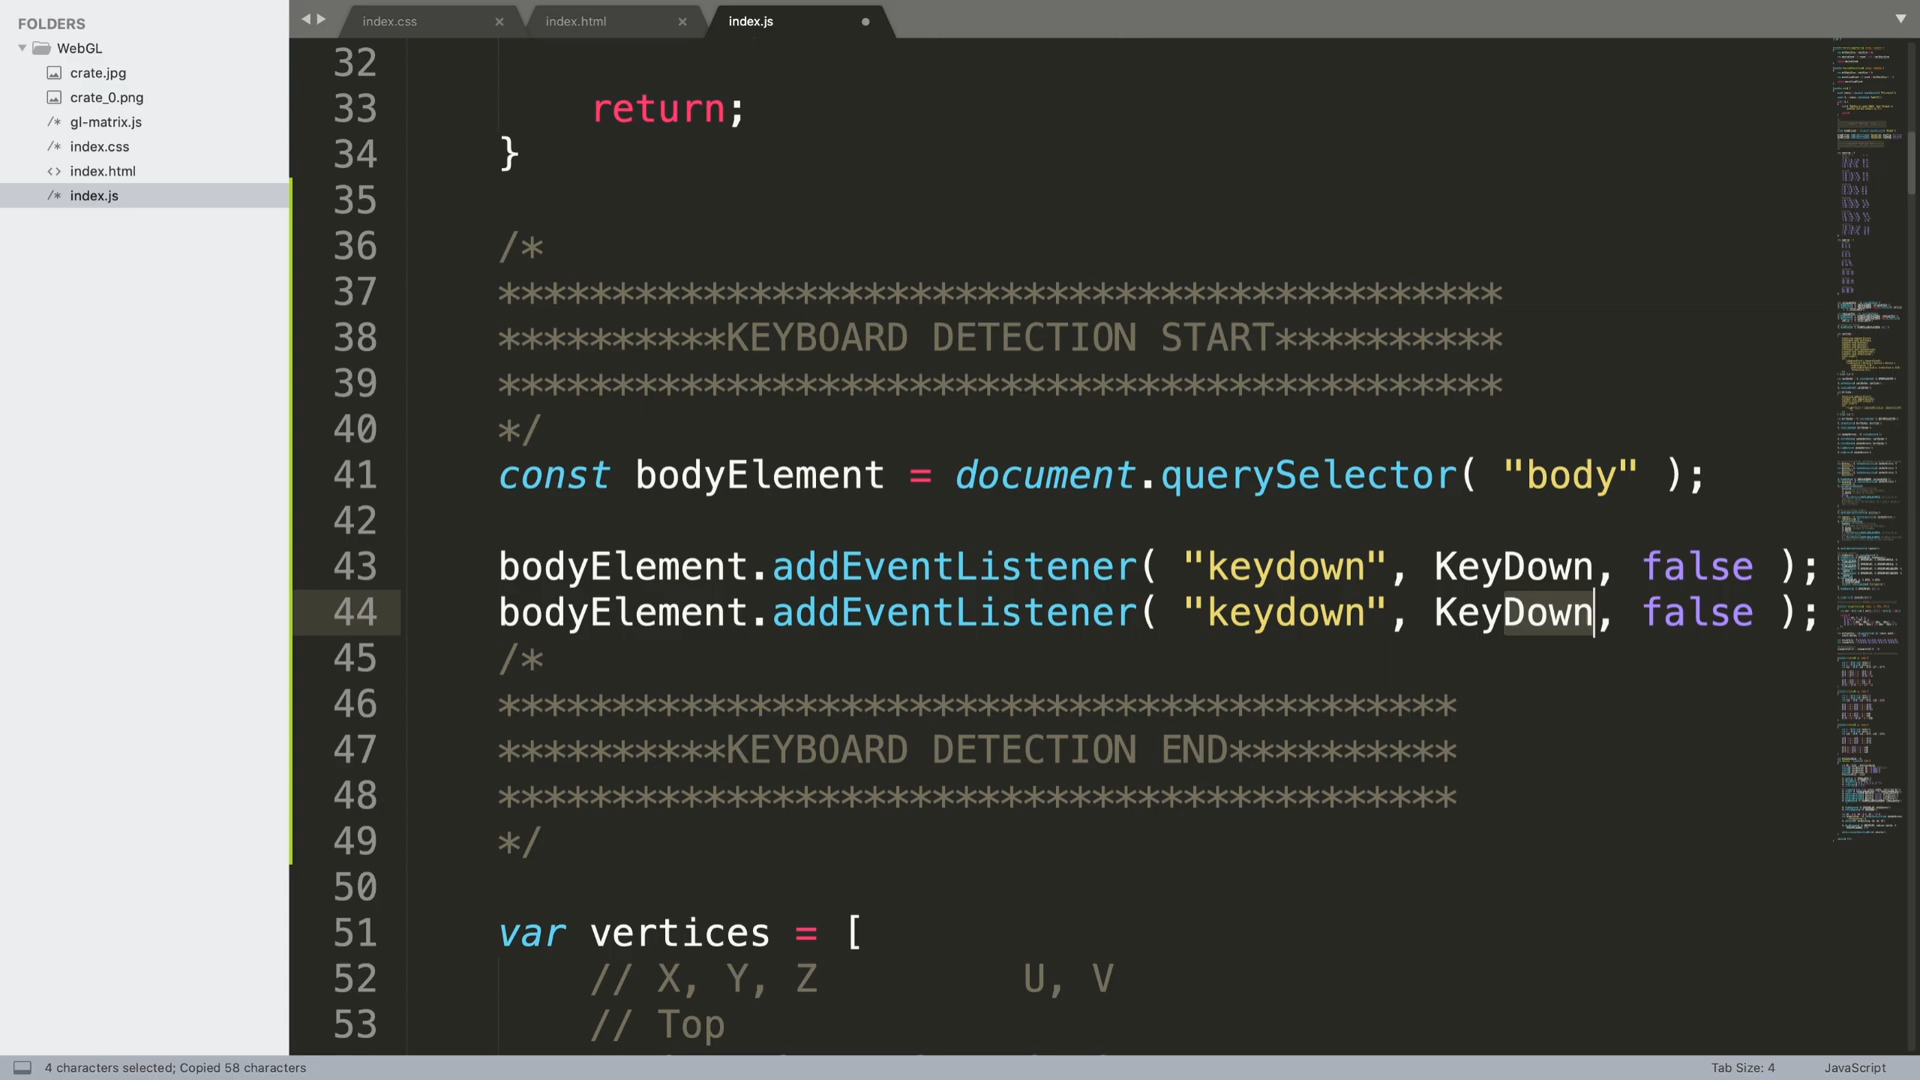 FOLDERS
WebGL
crate.jpg
crate_0.png
/* gl-matrix.js
/* index.css
<> index.html
/* index.js
index.css ×
index.html ×
index.js
32
33 return;
34 }
35
36 /*
37 ********************************************
38 **********KEYBOARD DETECTION START**********
39 ********************************************
40 */
41 const bodyElement = document.querySelector( "body" );
42
43 bodyElement.addEventListener( "keydown", KeyDown, false );
44 bodyElement.addEventListener( "keydown", KeyDown, false );
45 /*
46 ******************************************
47 **********KEYBOARD DETECTION END**********
48 ******************************************
49 */
50
51 var vertices = [
52 // X, Y, Z U, V
53 // Top
4 characters selected; Copied 58 characters
Tab Size: 4
JavaScript